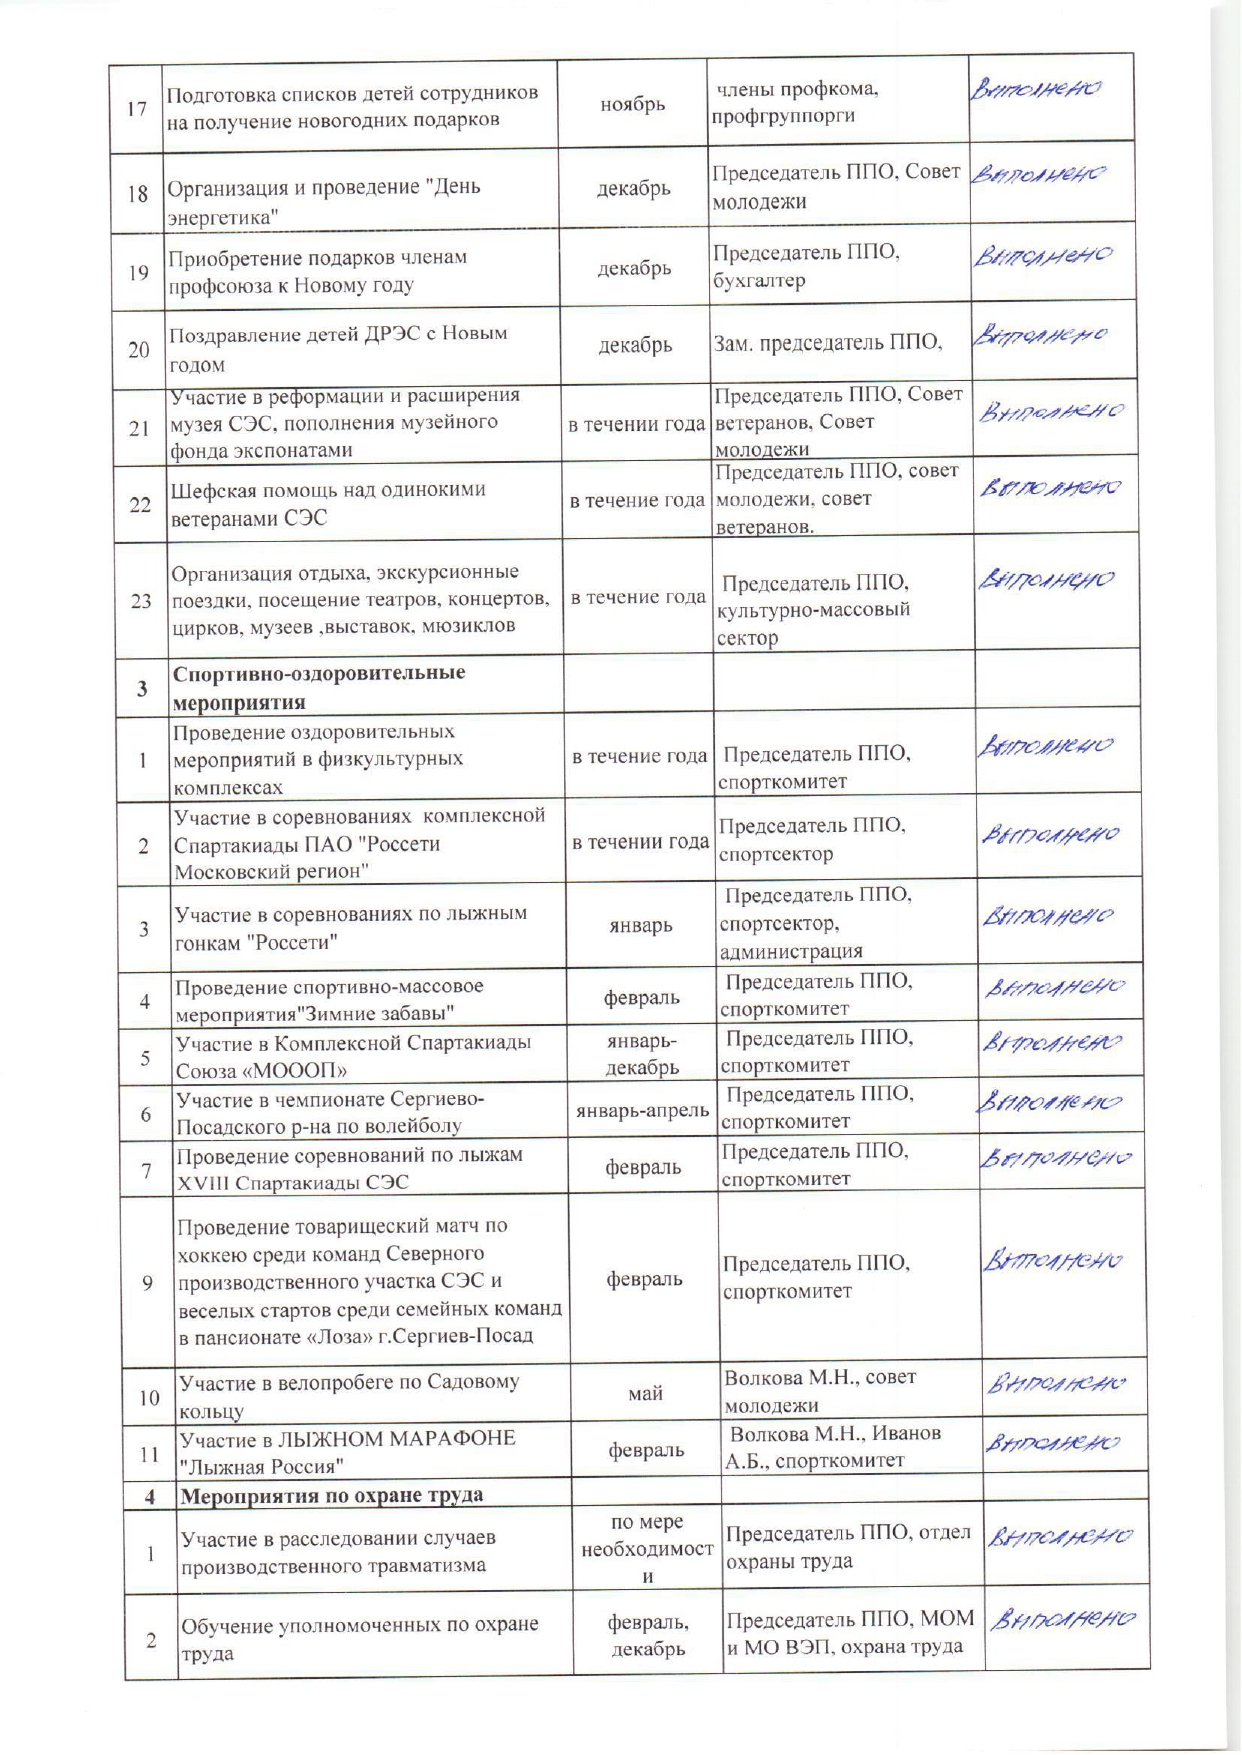 17
Подготовка списков детей сотрудников
на получение новогодних подарков
ноябрь
члены профкома,
профгруппорги
Выполнено
18
Организация и проведение "День
энергетика"
декабрь
Председатель ППО, Совет
молодежи
Выполнено
19
Приобретение подарков членам
профсоюза к Новому году
декабрь
Председатель ППО,
бухгалтер
Выполнено
20
Поздравление детей ДРЭС с Новым
годом
декабрь
Зам. председатель ППО,
Выполнено
21
Участие в реформации и расширения
музея СЭС, пополнения музейного
фонда экспонатами
в течении года
Председатель ППО, Совет
ветеранов, Совет
молодежи
Выполнено
22
Шефская помощь над одинокими
ветеранами СЭС
в течение года
Председатель ППО, совет
молодежи, совет
ветеранов.
Выполнено
23
Организация отдыха, экскурсионные
поездки, посещение театров, концертов,
цирков, музеев ,выставок, мюзиклов
в течение года
Председатель ППО,
культурно-массовый
сектор
Выполнено
3
Спортивно-оздоровительные
мероприятия
1
Проведение оздоровительных
мероприятий в физкультурных
комплексах
в течение года
Председатель ППО,
спорткомитет
Выполнено
2
Участие в соревнованиях комплексной
Спартакиады ПАО "Россети
Московский регион"
в течении года
Председатель ППО,
спортсектор
Выполнено
3
Участие в соревнованиях по лыжным
гонкам "Россети"
январь
Председатель ППО,
спортсектор,
администрация
Выполнено
4
Проведение спортивно-массовое
мероприятия"Зимние забавы"
февраль
Председатель ППО,
спорткомитет
Выполнено
5
Участие в Комплексной Спартакиады
Союза «МОООП»
январь-
декабрь
Председатель ППО,
спорткомитет
Выполнено
6
Участие в чемпионате Сергиево-
Посадского р-на по волейболу
январь-апрель
Председатель ППО,
спорткомитет
Выполнено
7
Проведение соревнований по лыжам
XVIII Спартакиады СЭС
февраль
Председатель ППО,
спорткомитет
Выполнено
9
Проведение товарищеский матч по
хоккею среди команд Северного
производственного участка СЭС и
веселых стартов среди семейных команд
в пансионате «Лоза» г.Сергиев-Посад
февраль
Председатель ППО,
спорткомитет
Выполнено
10
Участие в велопробеге по Садовому
кольцу
май
Волкова М.Н., совет
молодежи
Выполнено
11
Участие в ЛЫЖНОМ МАРАФОНЕ
"Лыжная Россия"
февраль
Волкова М.Н., Иванов
А.Б., спорткомитет
Выполнено
4
Мероприятия по охране труда
1
Участие в расследовании случаев
производственного травматизма
по мере
необходимост
и
Председатель ППО, отдел
охраны труда
Выполнено
2
Обучение уполномоченных по охране
труда
февраль,
декабрь
Председатель ППО, МОМ
и МО ВЭП, охрана труда
Выполнено